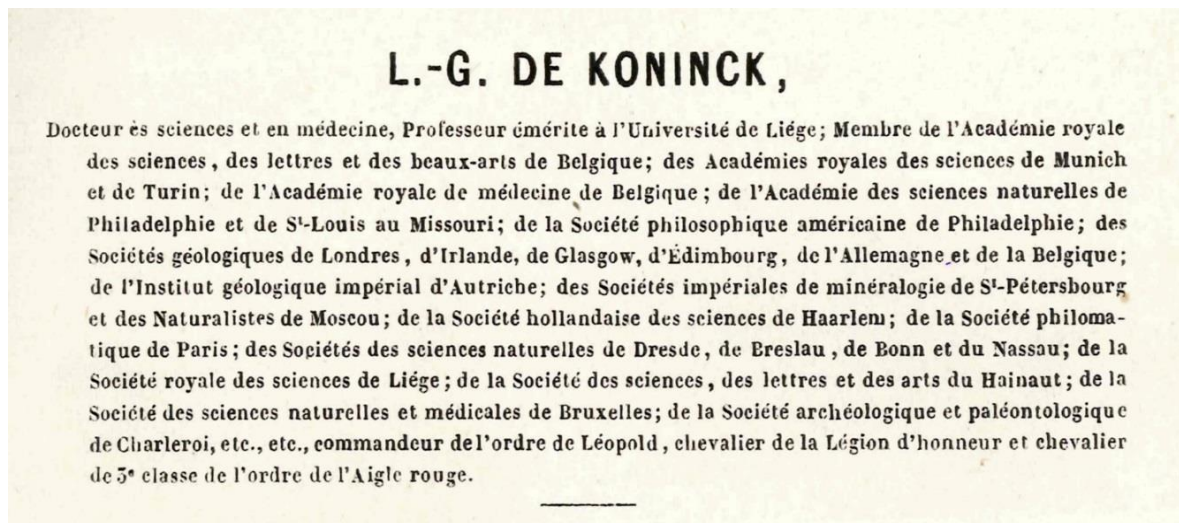 L.-G. DE KONINCK,
Docteur ès sciences et en médecine, Professeur émérite à l'Université de Liége; Membre de l'Académie royale
des sciences, des lettres et des beaux-arts de Belgique; des Académies royales des sciences de Munich
et de Turin; de l'Académie royale de médecine de Belgique; de l'Académie des sciences naturelles de
Philadelphie et de Sᵗ-Louis au Missouri; de la Société philosophique américaine de Philadelphie; des
Sociétés géologiques de Londres, d'Irlande, de Glasgow, d'Édimbourg, de l'Allemagne et de la Belgique;
de l'Institut géologique impérial d'Autriche; des Sociétés impériales de minéralogie de Sᵗ-Pétersbourg
et des Naturalistes de Moscou; de la Société hollandaise des sciences de Haarlem; de la Société philoma-
tique de Paris; des Sociétés des sciences naturelles de Dresde, de Breslau, de Bonn et du Nassau; de la
Société royale des sciences de Liége; de la Société des sciences, des lettres et des arts du Hainaut; de la
Société des sciences naturelles et médicales de Bruxelles; de la Société archéologique et paléontologique
de Charleroi, etc., etc., commandeur de l'ordre de Léopold, chevalier de la Légion d'honneur et chevalier
de 3ᵉ classe de l'ordre de l'Aigle rouge.